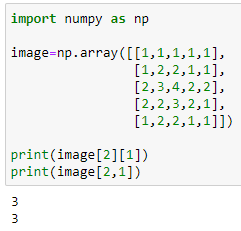 import numpy as np
image=np.array([[1,1,1,1,1],
[1,2,2,1,1],
[2,3,4,2,2],
[2,2,3,2,1],
[1,2,2,1,1]])
print(image[2][1])
print(image[2,1])
3
3